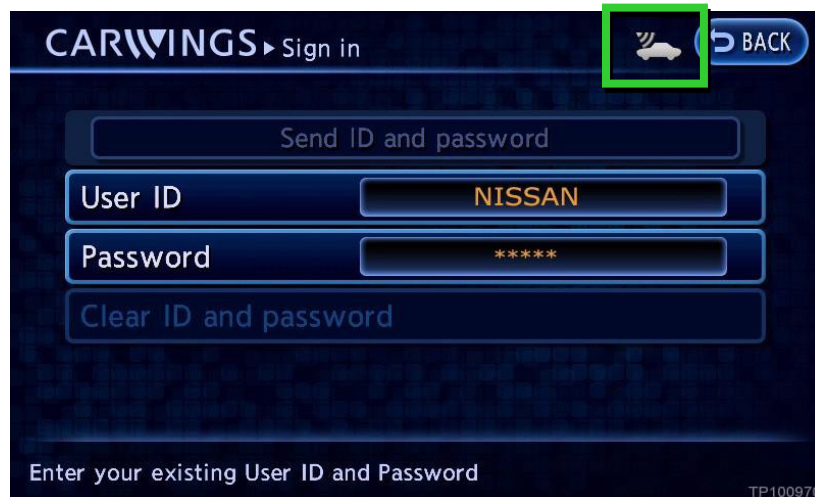 CARWINGS ▸ Sign in
BACK
Send ID and password
User ID NISSAN
Password *****
Clear ID and password
Enter your existing User ID and Password